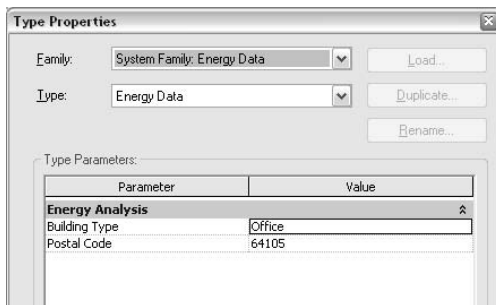 Type Properties
Family: System Family: Energy Data Load...
Type: Energy Data Duplicate...
Rename...
Type Parameters:
Parameter Value
Energy Analysis
Building Type Office
Postal Code 64105